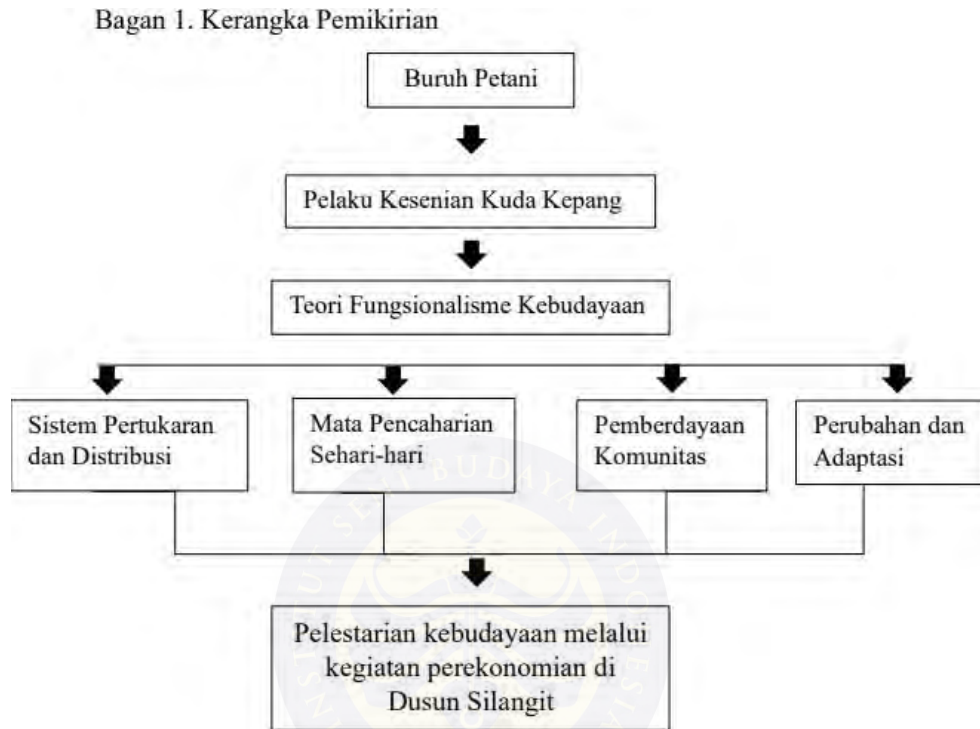 Bagan 1. Kerangka Pemikirian
Buruh Petani
Pelaku Kesenian Kuda Kepang
Teori Fungsionalisme Kebudayaan
Sistem Pertukaran
dan Distribusi
Mata Pencaharian
Sehari-hari
Pemberdayaan
Komunitas
Perubahan dan
Adaptasi
Pelestarian kebudayaan melalui
kegiatan perekonomian di
Dusun Silangit